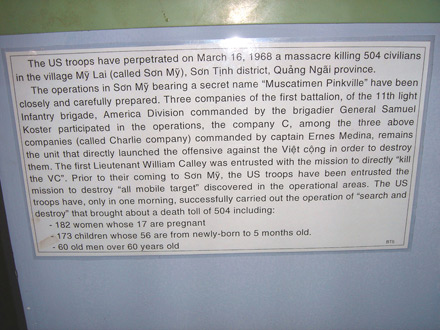 The US troops have perpetrated on March 16, 1968 a massacre killing 504 civilians
in the village Mỹ Lai (called Sơn Mỹ), Sơn Tịnh district, Quảng Ngãi province.
The operations in Sơn Mỹ bearing a secret name "Muscatimen Pinkville" have been
closely and carefully prepared. Three companies of the first battalion, of the 11th light
Infantry brigade, America Division commanded by the brigadier General Samuel
Koster participated in the operations, the company C, among the three above
companies (called Charlie company) commanded by captain Ernes Medina, remains
the unit that directly launched the offensive against the Việt cộng in order to destroy
them. The first Lieutenant William Calley was entrusted with the mission to directly "kill
the VC". Prior to their coming to Sơn Mỹ, the US troops have been entrusted the
mission to destroy "all mobile target" discovered in the operational areas. The US
troops have, only in one morning, successfully carried out the operation of "search and
destroy" that brought about a death toll of 504 including:
- 182 women whose 17 are pregnant
- 173 children whose 56 are from newly-born to 5 months old.
- 60 old men over 60 years old